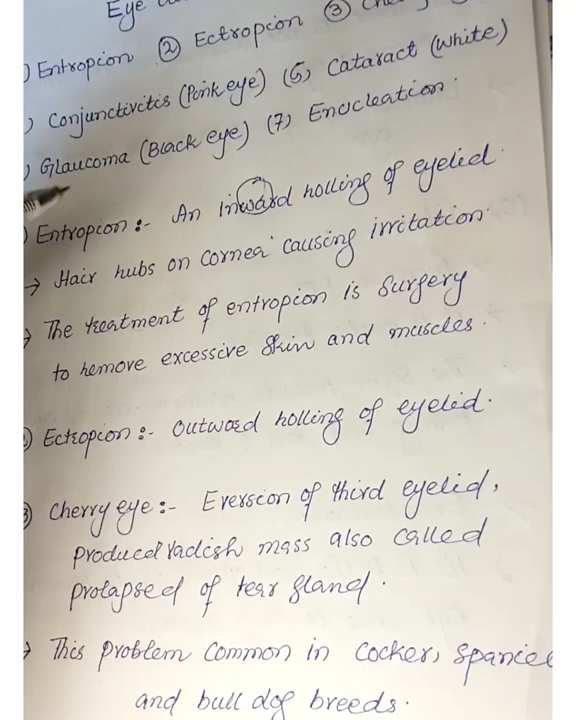 Eye
) Entropion ② Ectropion ③ Cherry
) Conjunctivitis (Pink eye) (6) Cataract (White)
) Glaucoma (Black eye) (7) Enucleation.
) Entropion :- An inward rolling of eyelid.
→ Hair rubs on cornea causing irritation.
→ The treatment of entropion is surgery
to remove excessive skin and muscles.
) Ectropion :- Outward rolling of eyelid.
3) Cherry eye :- Eversion of third eyelid,
produced radish mass also called
prolapsed of tear gland.
→ This problem common in cocker, spaniel
and bull dog breeds.